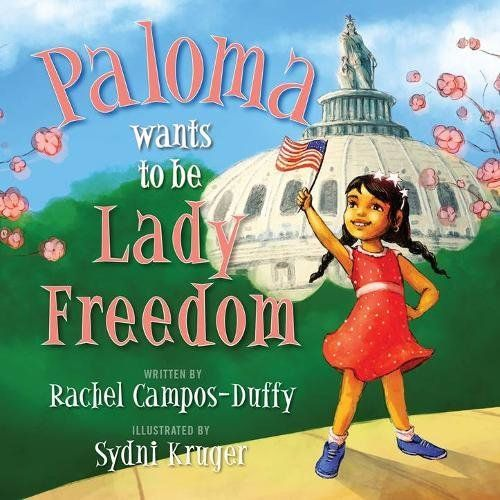 Paloma
wants
to be
Lady
Freedom
WRITTEN BY
Rachel Campos-Duffy
ILLUSTRATED BY
Sydni Kruger